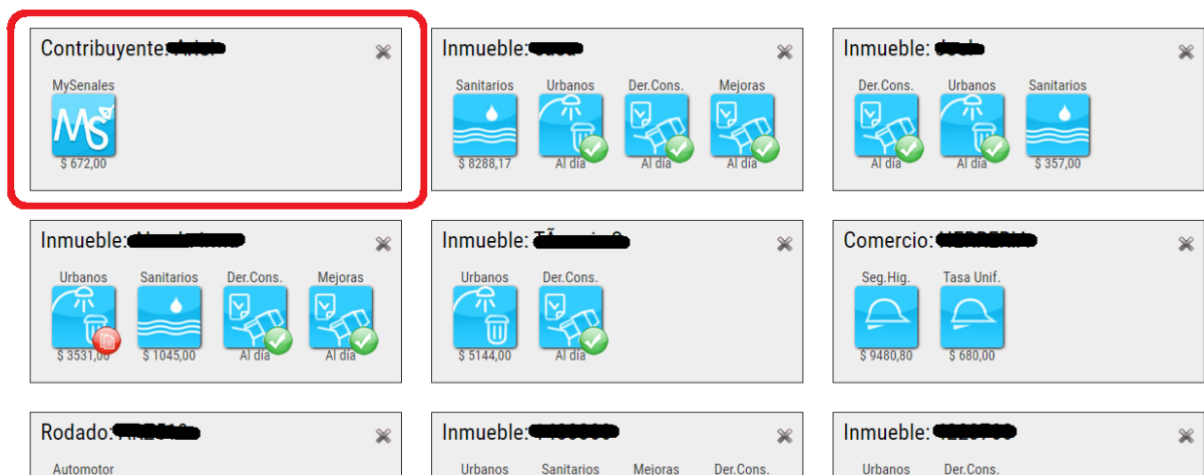 Contribuyente:
MySenales
MS
$ 672,00
Inmueble:
Sanitarios Urbanos Der.Cons. Mejoras
$ 8288,17 Al día Al día Al día
Inmueble:
Der.Cons. Urbanos Sanitarios
Al día Al día $ 357,00
Inmueble:
Urbanos Sanitarios Der.Cons. Mejoras
$ 3531,00 $ 1045,00 Al día Al día
Inmueble:
Urbanos Der.Cons.
$ 5144,00 Al día
Comercio:
Seg.Hig. Tasa Unif.
$ 9480,80 $ 680,00
Rodado:
Automotor
Inmueble:
Urbanos Sanitarios Mejoras Der.Cons.
Inmueble:
Urbanos Der.Cons.